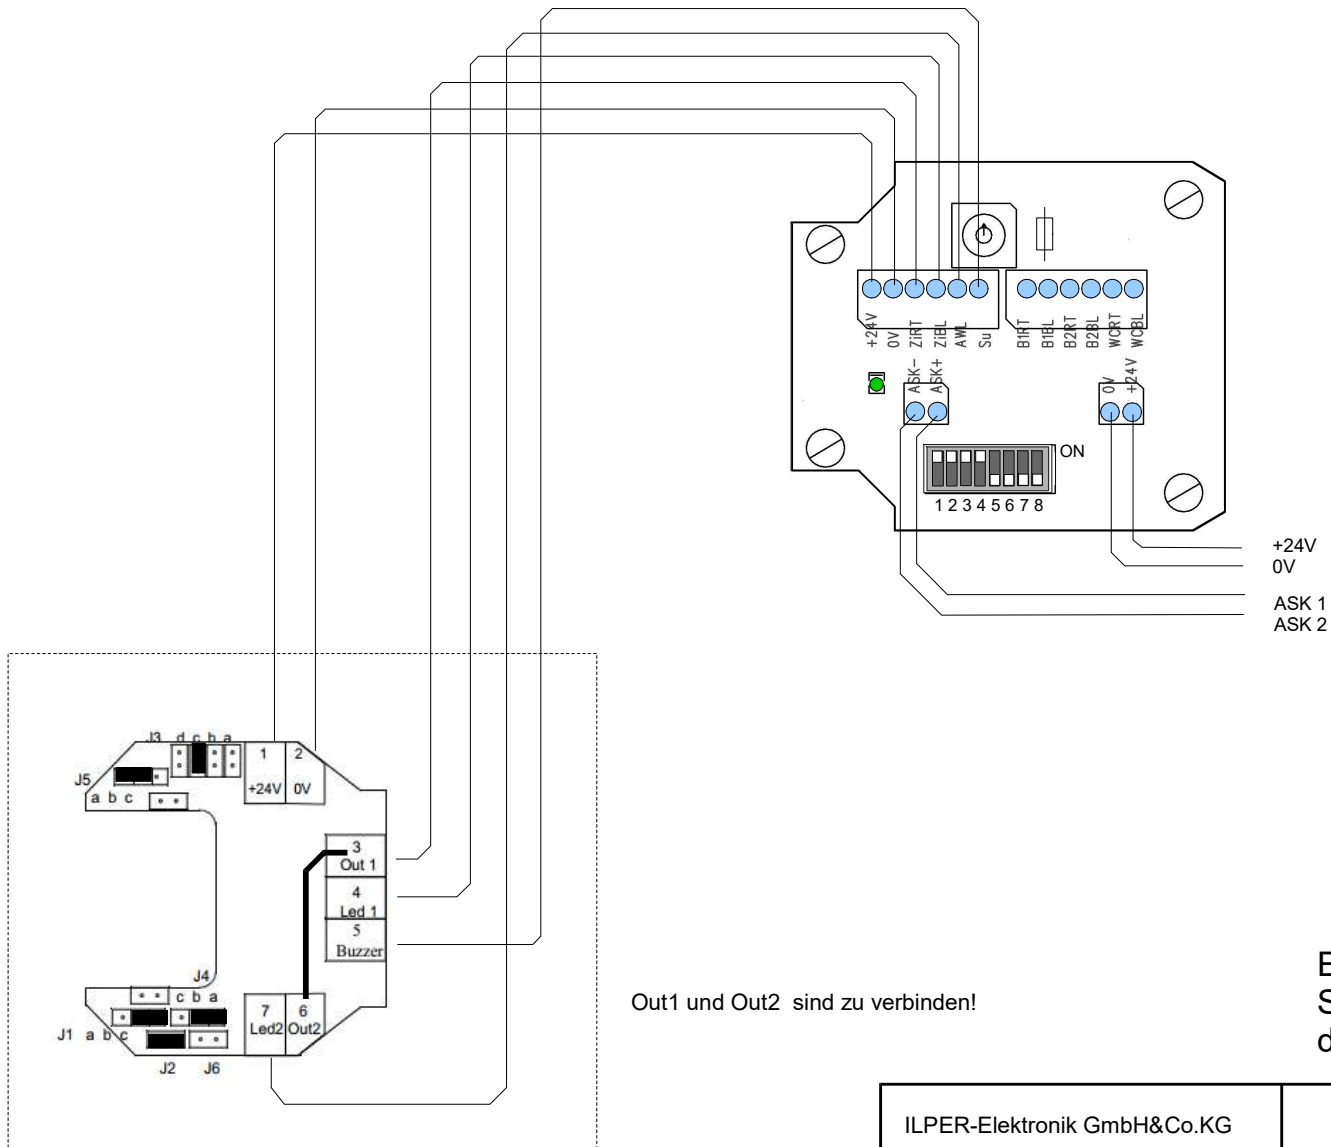 +24V
0V
ZiRT
ZiBL
AWL
Su
B1RT
B1BL
B2RT
B2BL
WCRT
WCBL
ASK-
ASK+
0V
+24V
ON
1 2 3 4 5 6 7 8
+24V
0V
ASK 1
ASK 2
J3 d c b a
J5
a b c
1
+24V
2
0V
3
Out 1
4
Led 1
5
Buzzer
J4
c b a
7
Led2
6
Out2
J1 a b c
J2 J6
Out1 und Out2 sind zu verbinden!
E
S
d
ILPER-Elektronik GmbH&Co.KG